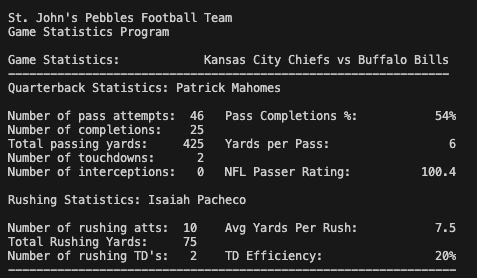 St. John's Pebbles Football Team
Game Statistics Program
Game Statistics: Kansas City Chiefs vs Buffalo Bills
----------------------------------------------------------------
Quarterback Statistics: Patrick Mahomes
Number of pass attempts: 46 Pass Completions %: 54%
Number of completions: 25
Total passing yards: 425 Yards per Pass: 6
Number of touchdowns: 2
Number of interceptions: 0 NFL Passer Rating: 100.4
Rushing Statistics: Isaiah Pacheco
Number of rushing atts: 10 Avg Yards Per Rush: 7.5
Total Rushing Yards: 75
Number of rushing TD's: 2 TD Efficiency: 20%
----------------------------------------------------------------